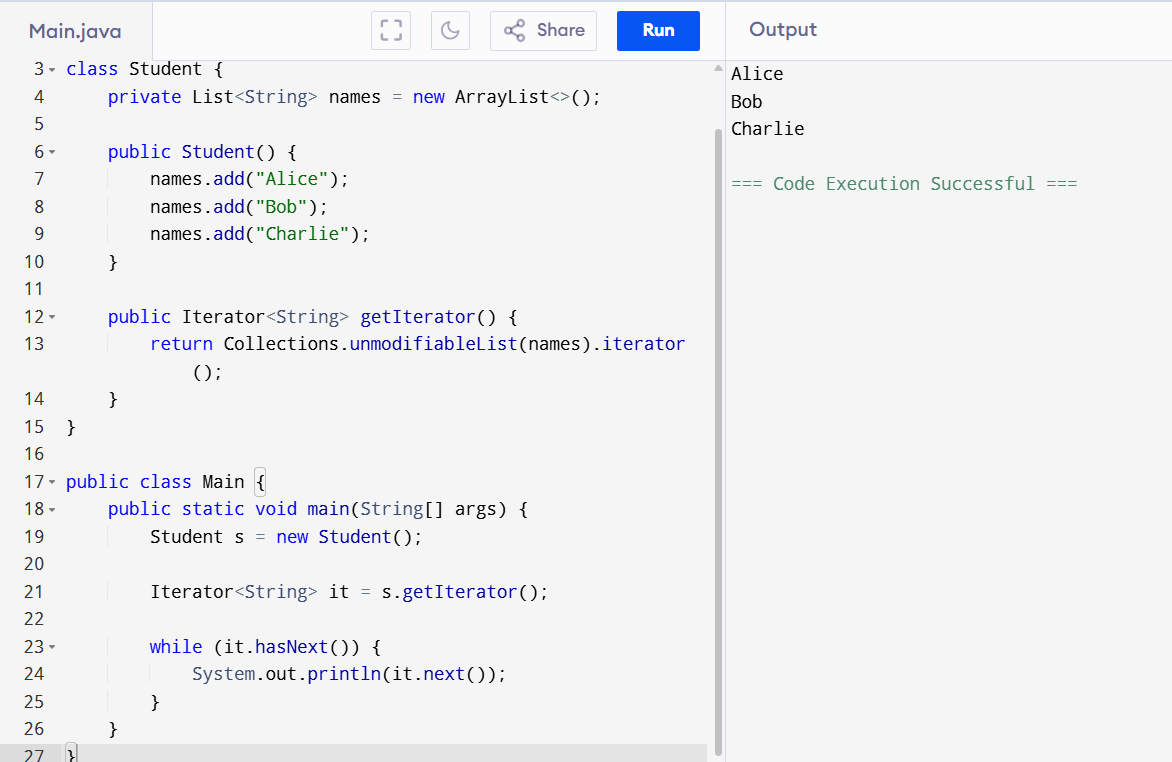 Main.java
Share
Run
Output
3 class Student {
4     private List<String> names = new ArrayList<>();
5
6     public Student() {
7         names.add("Alice");
8         names.add("Bob");
9         names.add("Charlie");
10     }
11
12     public Iterator<String> getIterator() {
13         return Collections.unmodifiableList(names).iterator
();
14     }
15 }
16
17 public class Main {
18     public static void main(String[] args) {
19         Student s = new Student();
20
21         Iterator<String> it = s.getIterator();
22
23         while (it.hasNext()) {
24             System.out.println(it.next());
25         }
26     }
27 }
Alice
Bob
Charlie
=== Code Execution Successful ===